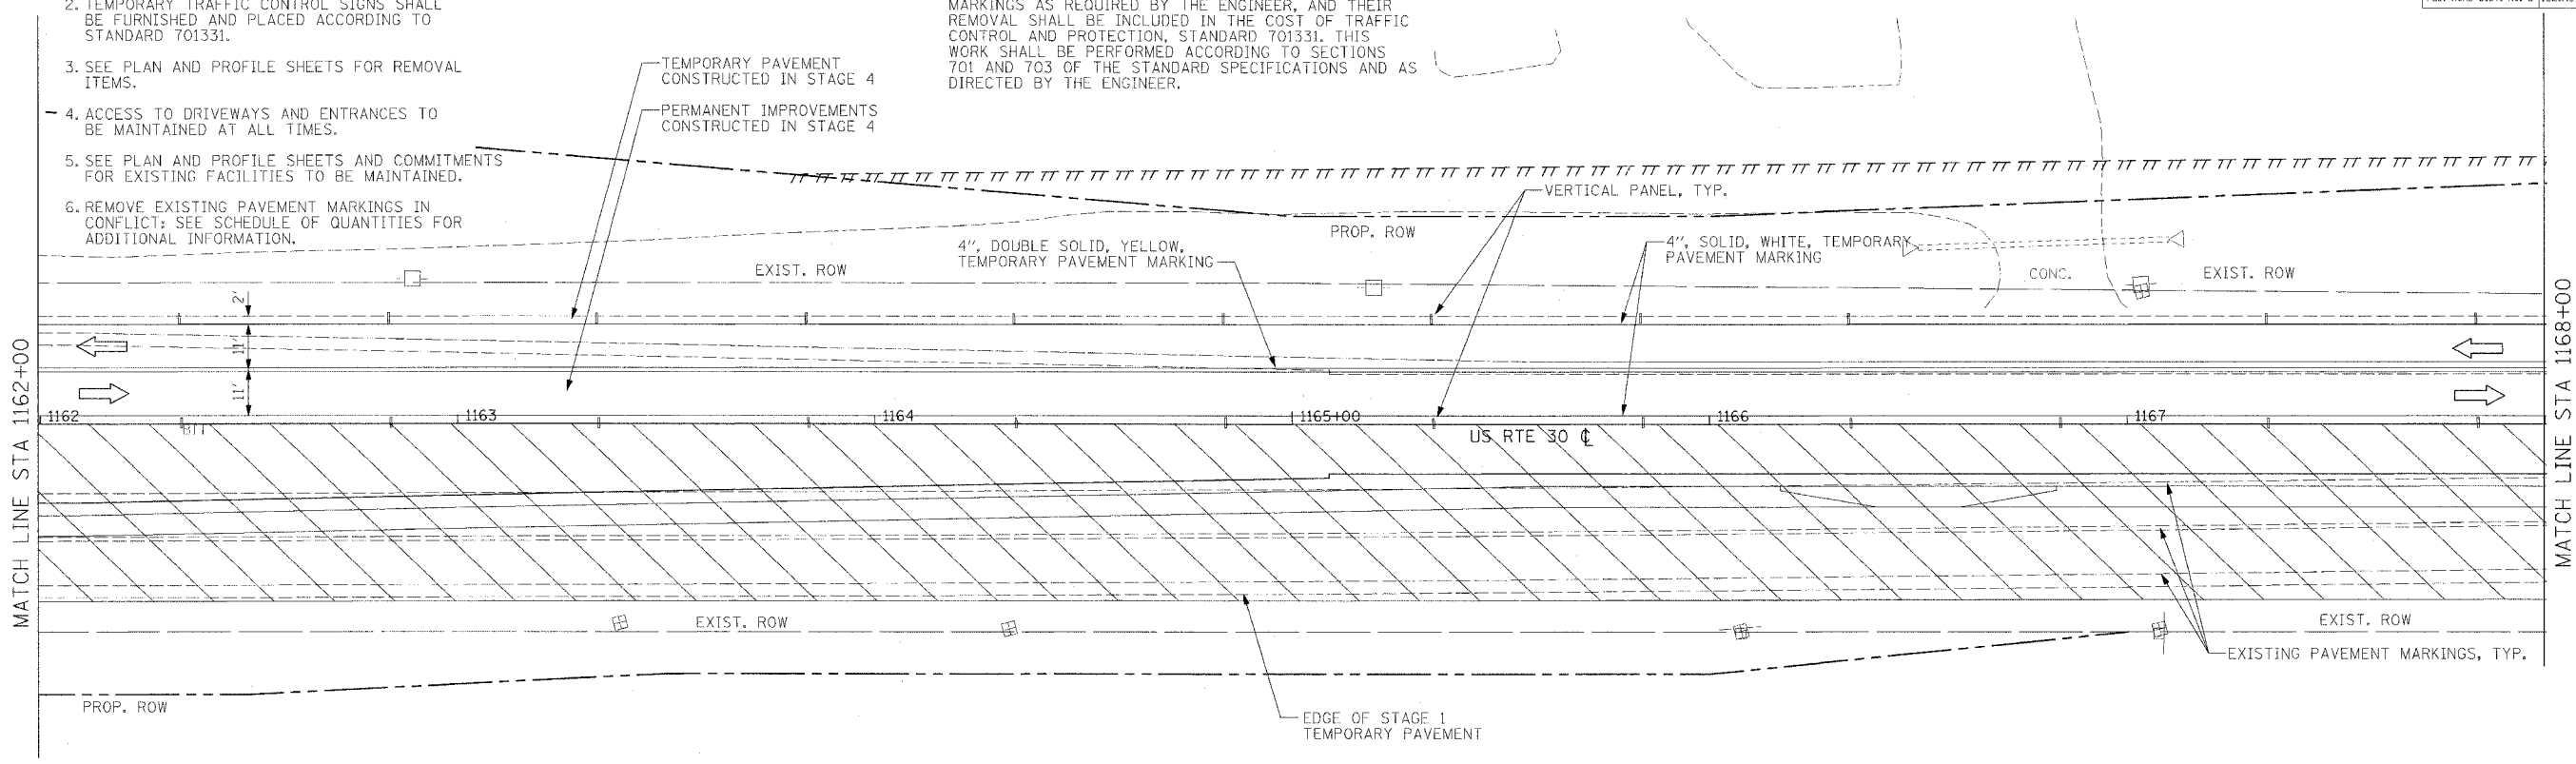 2. TEMPORARY TRAFFIC CONTROL SIGNS SHALL
BE FURNISHED AND PLACED ACCORDING TO
STANDARD 701331.
3. SEE PLAN AND PROFILE SHEETS FOR REMOVAL
ITEMS.
4. ACCESS TO DRIVEWAYS AND ENTRANCES TO
BE MAINTAINED AT ALL TIMES.
5. SEE PLAN AND PROFILE SHEETS AND COMMITMENTS
FOR EXISTING FACILITIES TO BE MAINTAINED.
6. REMOVE EXISTING PAVEMENT MARKINGS IN
CONFLICT: SEE SCHEDULE OF QUANTITIES FOR
ADDITIONAL INFORMATION.
MARKINGS AS REQUIRED BY THE ENGINEER, AND THEIR
REMOVAL SHALL BE INCLUDED IN THE COST OF TRAFFIC
CONTROL AND PROTECTION, STANDARD 701331. THIS
WORK SHALL BE PERFORMED ACCORDING TO SECTIONS
701 AND 703 OF THE STANDARD SPECIFICATIONS AND AS
DIRECTED BY THE ENGINEER.
TEMPORARY PAVEMENT
CONSTRUCTED IN STAGE 4
PERMANENT IMPROVEMENTS
CONSTRUCTED IN STAGE 4
VERTICAL PANEL, TYP.
PROP. ROW
4", DOUBLE SOLID, YELLOW,
TEMPORARY PAVEMENT MARKING
4", SOLID, WHITE, TEMPORARY
PAVEMENT MARKING
EXIST. ROW
CONC.
EXIST. ROW
2'
11'
11'
MATCH LINE STA 1162+00
MATCH LINE STA 1168+00
1162
1163
1164
1165+00
1166
1167
BIT
US RTE 30 ℄
EXIST. ROW
EXIST. ROW
EXISTING PAVEMENT MARKINGS, TYP.
PROP. ROW
EDGE OF STAGE 1
TEMPORARY PAVEMENT